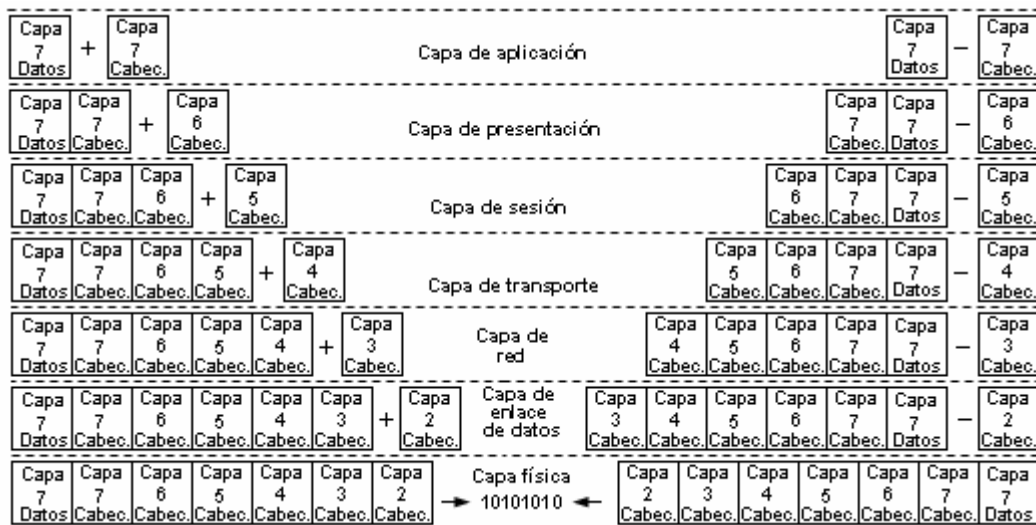 Capa Capa Capa Capa
7 + 7 Capa de aplicación 7 − 7
Datos Cabec. Datos Cabec.
Capa Capa Capa Capa Capa Capa
7 7 + 6 Capa de presentación 7 7 − 6
Datos Cabec. Cabec. Cabec. Datos Cabec.
Capa Capa Capa Capa Capa Capa Capa Capa
7 7 6 + 5 Capa de sesión 6 7 7 − 5
Datos Cabec. Cabec. Cabec. Cabec. Cabec. Datos Cabec.
Capa Capa Capa Capa Capa Capa Capa Capa Capa Capa
7 7 6 5 + 4 Capa de transporte 5 6 7 7 − 4
Datos Cabec. Cabec. Cabec. Cabec. Cabec. Cabec. Cabec. Datos Cabec.
Capa Capa Capa Capa Capa Capa Capa de Capa Capa Capa Capa Capa Capa
7 7 6 5 4 + 3 red 4 5 6 7 7 − 3
Datos Cabec. Cabec. Cabec. Cabec. Cabec. Cabec. Cabec. Cabec. Cabec. Datos Cabec.
Capa Capa Capa Capa Capa Capa Capa Capa de Capa Capa Capa Capa Capa Capa Capa
7 7 6 5 4 3 + 2 enlace 3 4 5 6 7 7 − 2
Datos Cabec. Cabec. Cabec. Cabec. Cabec. Cabec. de datos Cabec. Cabec. Cabec. Cabec. Cabec. Datos Cabec.
Capa Capa Capa Capa Capa Capa Capa Capa física Capa Capa Capa Capa Capa Capa Capa
7 7 6 5 4 3 2 → 10101010 ← 2 3 4 5 6 7 7
Datos Cabec. Cabec. Cabec. Cabec. Cabec. Cabec. Cabec. Cabec. Cabec. Cabec. Cabec. Cabec. Datos